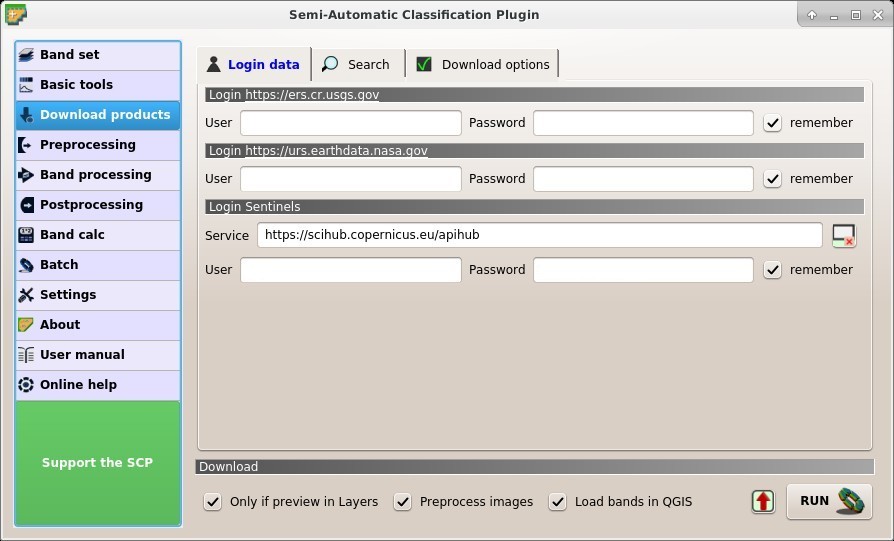 Semi-Automatic Classification Plugin
Band set
Basic tools
Download products
Preprocessing
Band processing
Postprocessing
Band calc
Batch
Settings
About
User manual
Online help
Support the SCP
Login data Search Download options
Login https://ers.cr.usgs.gov
User Password remember
Login https://urs.earthdata.nasa.gov
User Password remember
Login Sentinels
Service https://scihub.copernicus.eu/apihub
User Password remember
Download
Only if preview in Layers Preprocess images Load bands in QGIS RUN